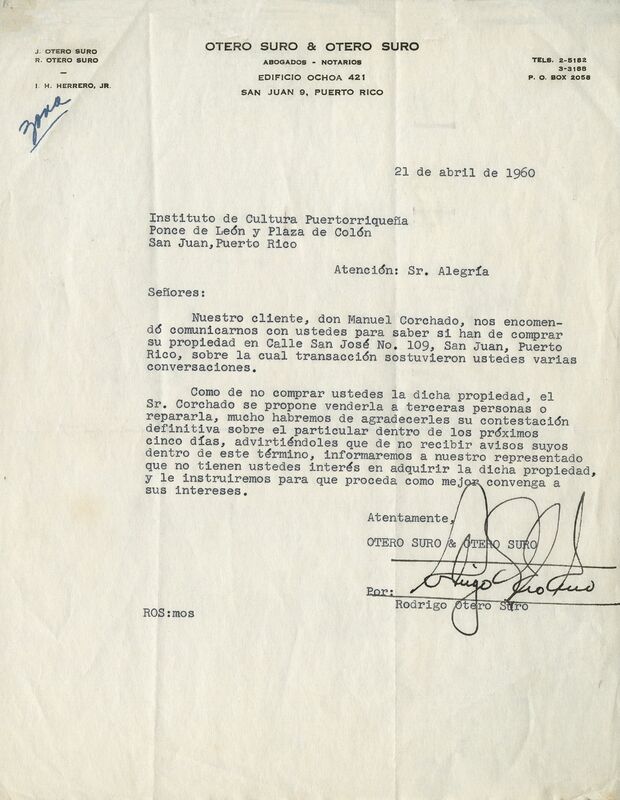 J. OTERO SURO
R. OTERO SURO
—
I. H. HERRERO, JR.
zona
OTERO SURO & OTERO SURO
ABOGADOS - NOTARIOS
EDIFICIO OCHOA 421
SAN JUAN 9, PUERTO RICO
TELS. 2-5182
3-3188
P. O. BOX 2058
21 de abril de 1960
Instituto de Cultura Puertorriqueña
Ponce de León y Plaza de Colón
San Juan, Puerto Rico
Atención: Sr. Alegría
Señores:
Nuestro cliente, don Manuel Corchado, nos encomen-
dó comunicarnos con ustedes para saber si han de comprar
su propiedad en Calle San José No. 109, San Juan, Puerto
Rico, sobre la cual transacción sostuvieron ustedes varias
conversaciones.
Como de no comprar ustedes la dicha propiedad, el
Sr. Corchado se propone venderla a terceras personas o
repararla, mucho habremos de agradecerles su contestación
definitiva sobre el particular dentro de los próximos
cinco días, advirtiéndoles que de no recibir avisos suyos
dentro de este término, informaremos a nuestro representado
que no tienen ustedes interés en adquirir la dicha propiedad,
y le instruiremos para que proceda como mejor convenga a
sus intereses.
Atentamente,
OTERO SURO & OTERO SURO
Por:
Rodrigo Otero Suro
ROS:mos